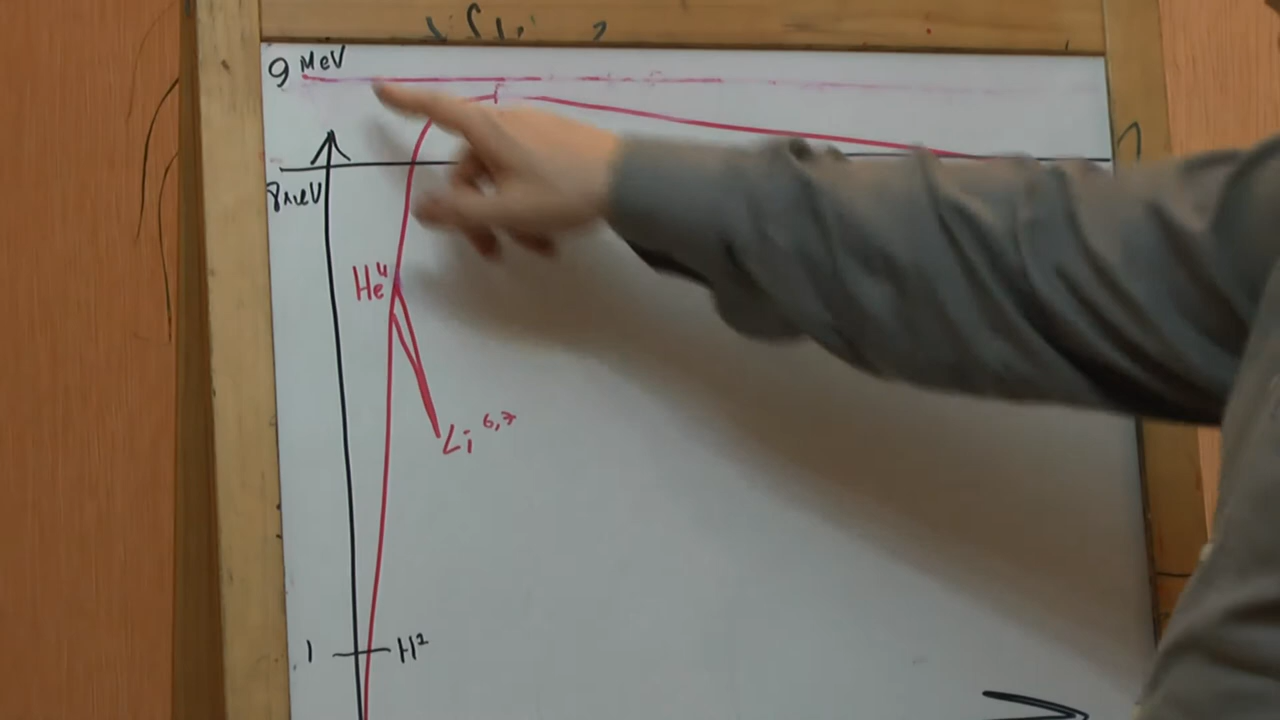 9 MeV
8 MeV
He⁴
Li⁶,⁷
1
H²